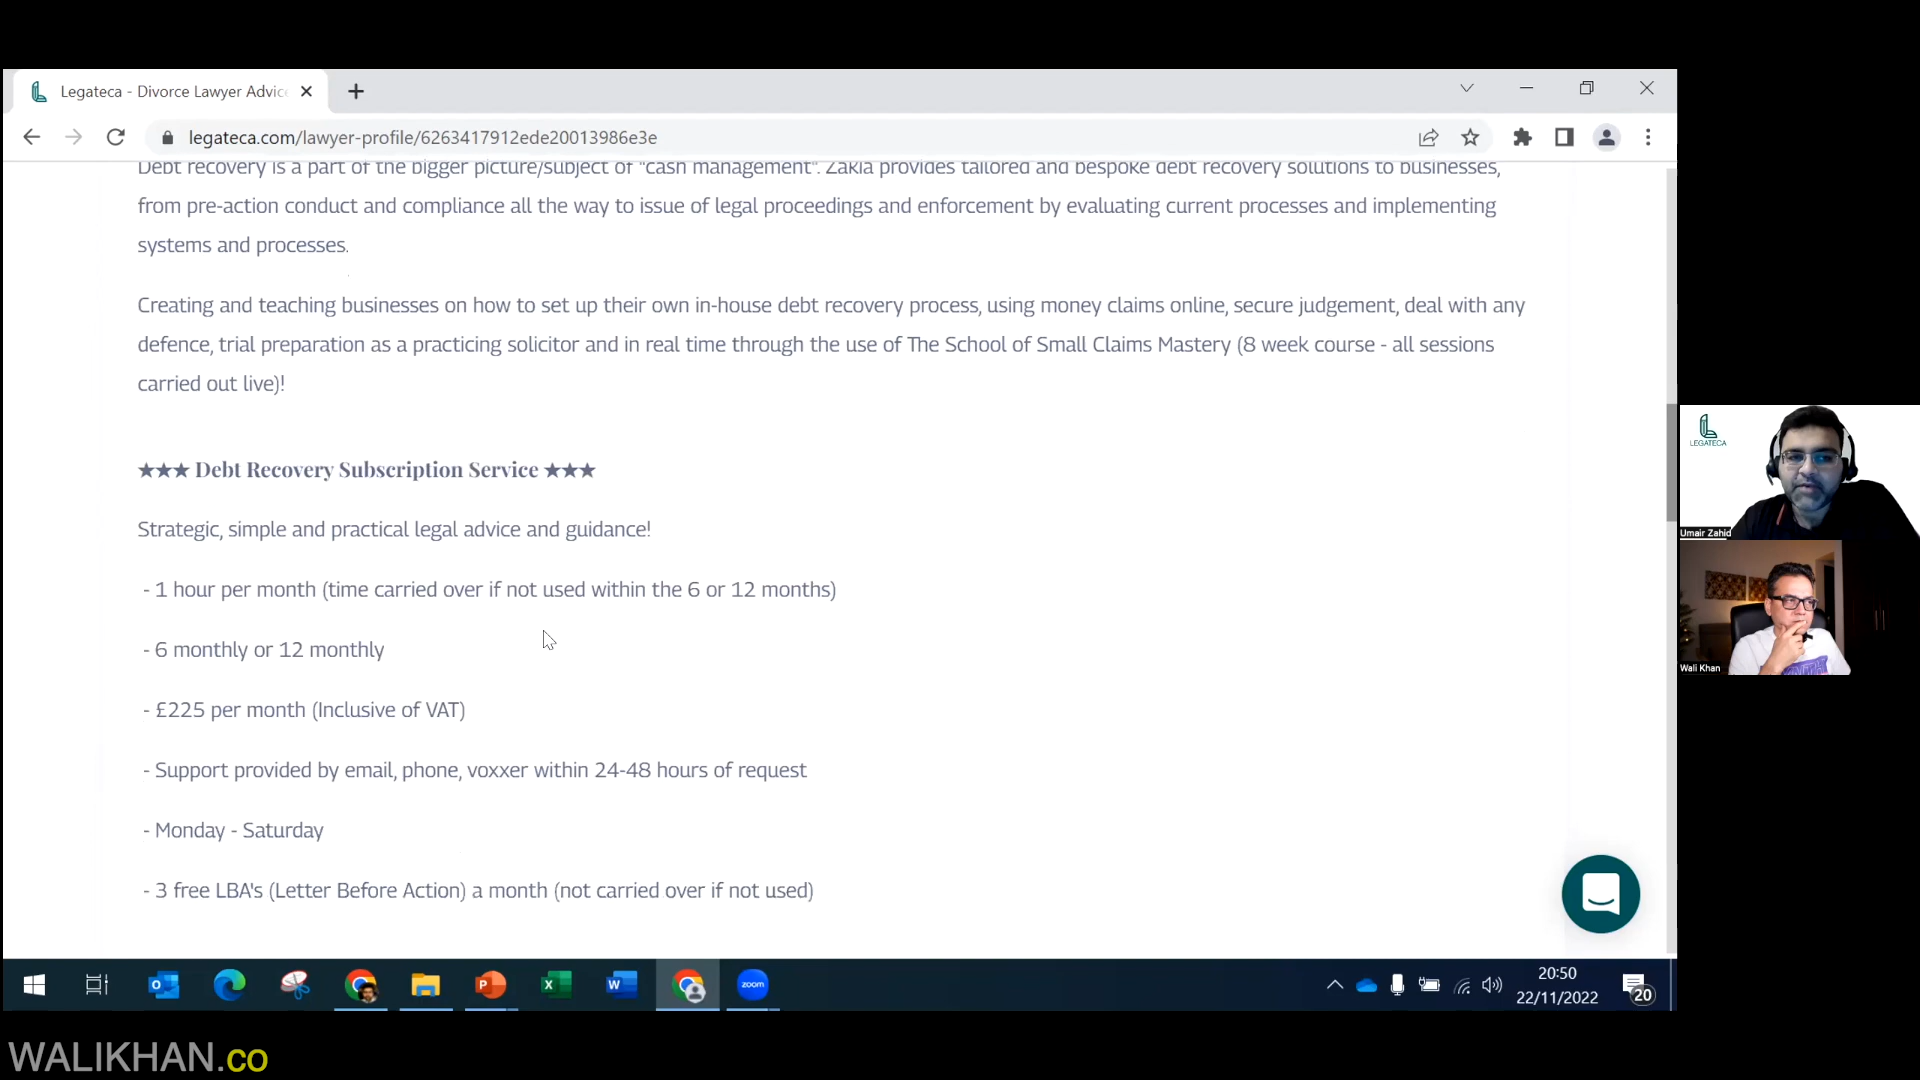 Legateca - Divorce Lawyer Advic
legateca.com/lawyer-profile/6263417912ede20013986e3e
Debt recovery is a part of the bigger picture/subject of "cash management". Zakia provides tailored and bespoke debt recovery solutions to businesses,
from pre-action conduct and compliance all the way to issue of legal proceedings and enforcement by evaluating current processes and implementing
systems and processes.
Creating and teaching businesses on how to set up their own in-house debt recovery process, using money claims online, secure judgement, deal with any
defence, trial preparation as a practicing solicitor and in real time through the use of The School of Small Claims Mastery (8 week course - all sessions
carried out live)!
★★★ Debt Recovery Subscription Service ★★★
Strategic, simple and practical legal advice and guidance!
- 1 hour per month (time carried over if not used within the 6 or 12 months)
- 6 monthly or 12 monthly
- £225 per month (Inclusive of VAT)
- Support provided by email, phone, voxxer within 24-48 hours of request
- Monday - Saturday
- 3 free LBA's (Letter Before Action) a month (not carried over if not used)
LEGATECA
Umair Zahid
Wali Khan
zoom
20:50
22/11/2022
20
WALIKHAN.co